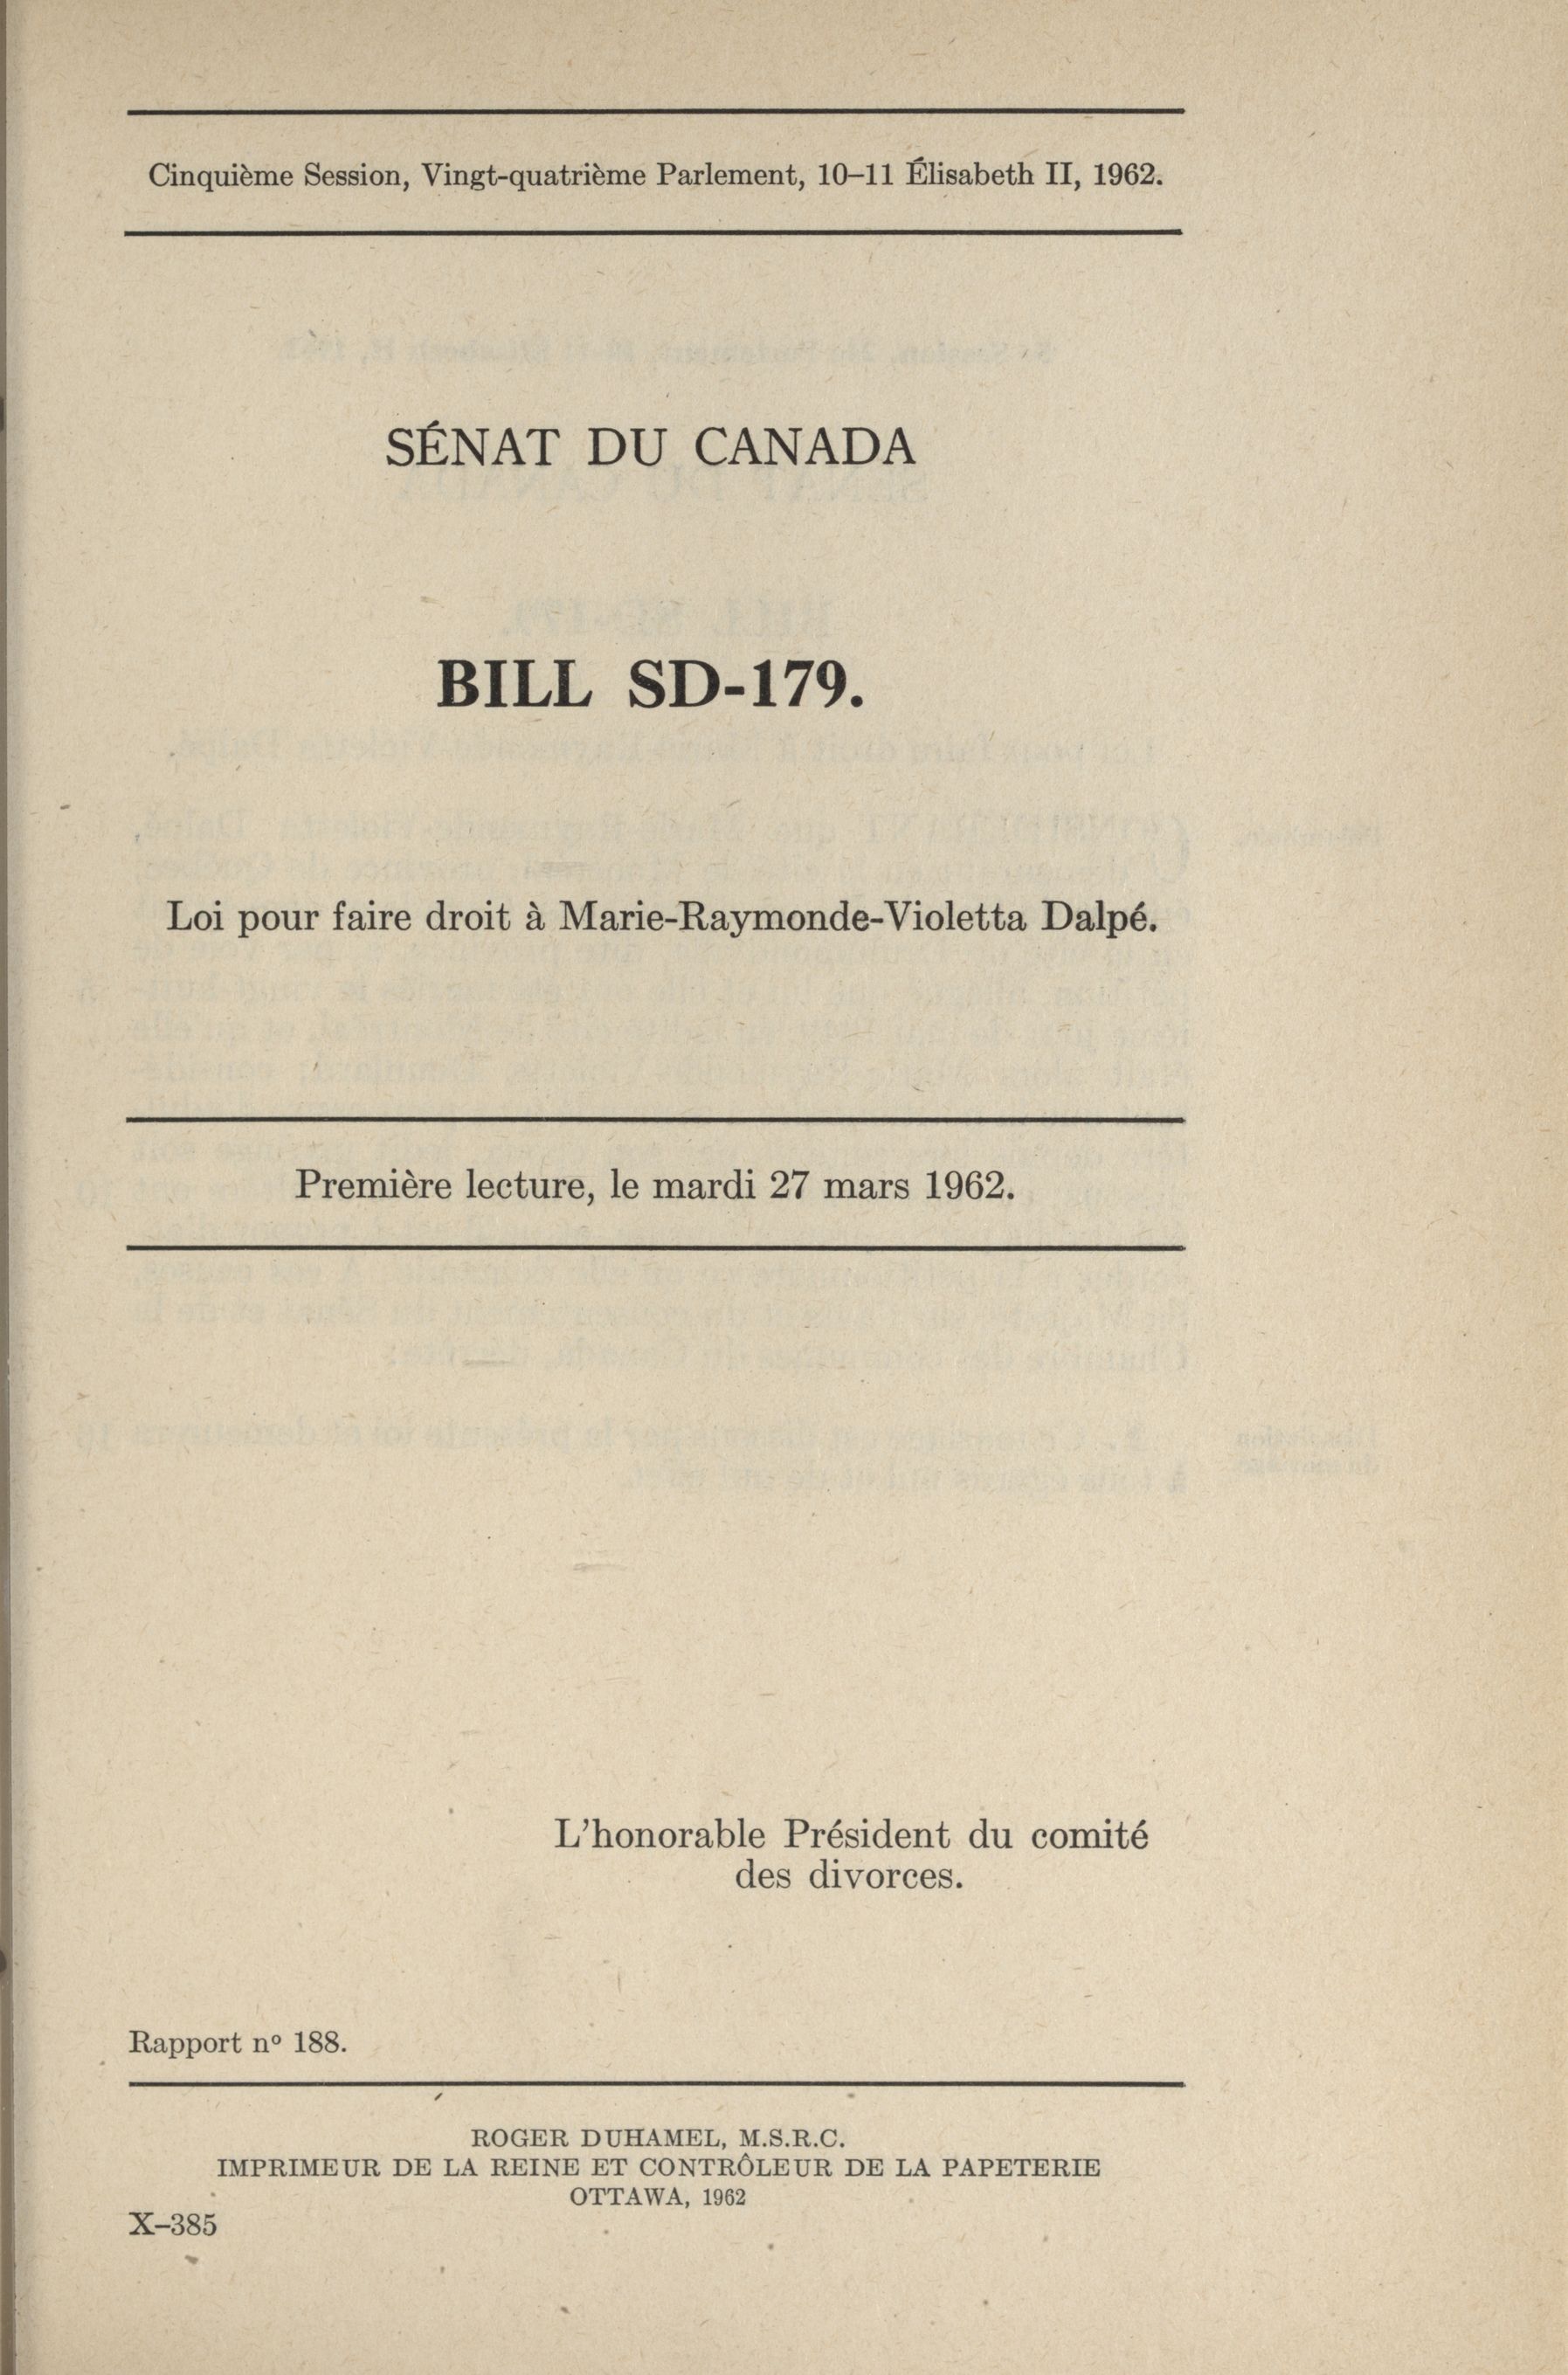 Cinquième Session, Vingt-quatrième Parlement, 10–11 Élisabeth II, 1962.
SÉNAT DU CANADA
BILL SD-179.
Loi pour faire droit à Marie-Raymonde-Violetta Dalpé.
Première lecture, le mardi 27 mars 1962.
L'honorable Président du comité
des divorces.
Rapport nº 188.
ROGER DUHAMEL, M.S.R.C.
IMPRIMEUR DE LA REINE ET CONTRÔLEUR DE LA PAPETERIE
OTTAWA, 1962
X–385